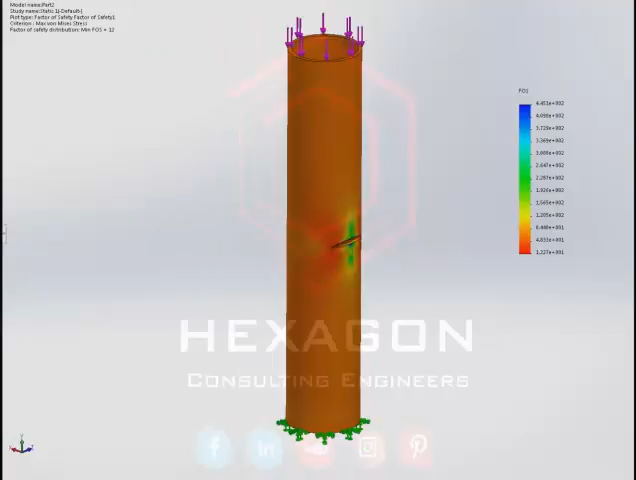 Model name:Part2
Study name:Static 1(-Default-)
Plot type: Factor of Safety Factor of Safety1
Criterion : Max von Mises Stress
Factor of safety distribution: Min FOS = 12
FOS
4.451e+002
4.090e+002
3.729e+002
3.369e+002
3.008e+002
2.647e+002
2.287e+002
1.926e+002
1.565e+002
1.205e+002
8.440e+001
4.833e+001
1.227e+001
HEXAGON
CONSULTING ENGINEERS